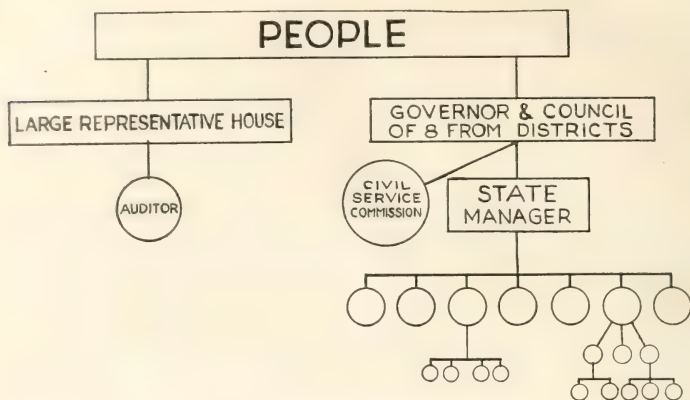 PEOPLE
LARGE REPRESENTATIVE HOUSE
GOVERNOR & COUNCIL
OF 8 FROM DISTRICTS
AUDITOR
CIVIL
SERVICE
COMMISSION
STATE
MANAGER